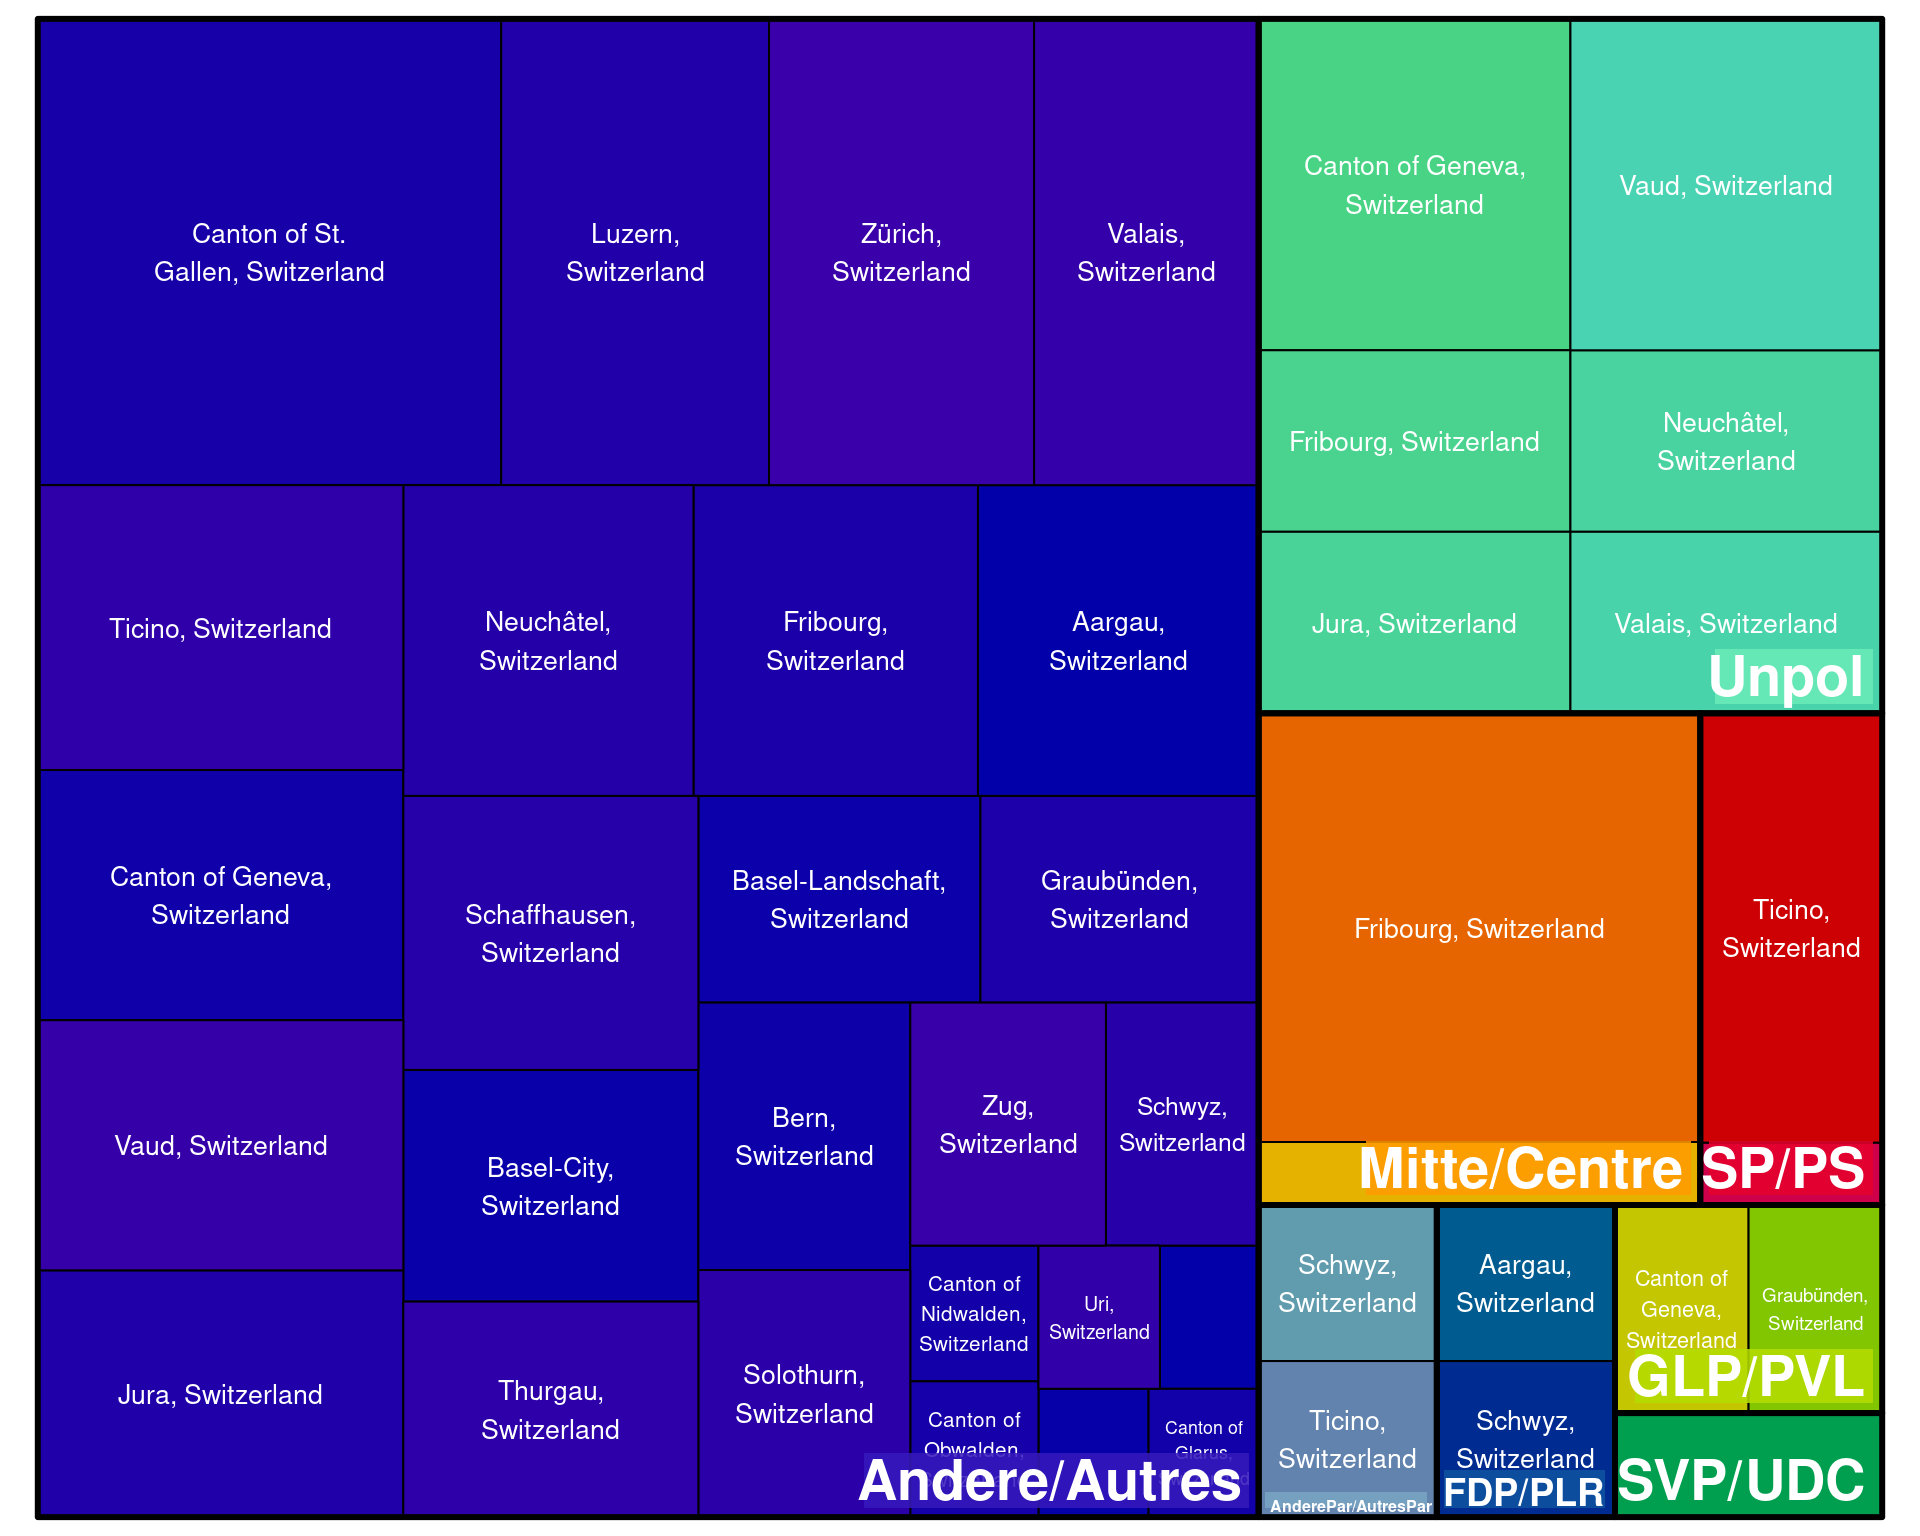 Canton of St.
Gallen, Switzerland
Luzern,
Switzerland
Zürich,
Switzerland
Valais,
Switzerland
Ticino, Switzerland
Neuchâtel,
Switzerland
Fribourg,
Switzerland
Aargau,
Switzerland
Canton of Geneva,
Switzerland
Schaffhausen,
Switzerland
Basel-Landschaft,
Switzerland
Graubünden,
Switzerland
Vaud, Switzerland
Basel-City,
Switzerland
Bern,
Switzerland
Zug,
Switzerland
Schwyz,
Switzerland
Jura, Switzerland
Thurgau,
Switzerland
Solothurn,
Switzerland
Canton of
Nidwalden,
Switzerland
Uri,
Switzerland
Canton of
Obwalden,
Canton of
Glarus,
Andere/Autres
Canton of Geneva,
Switzerland
Vaud, Switzerland
Fribourg, Switzerland
Neuchâtel,
Switzerland
Jura, Switzerland
Valais, Switzerland
Unpol
Fribourg, Switzerland
Mitte/Centre
Ticino,
Switzerland
SP/PS
Schwyz,
Switzerland
Ticino,
Switzerland
AnderePar/AutresPar
Aargau,
Switzerland
Schwyz,
Switzerland
FDP/PLR
Canton of
Geneva,
Switzerland
Graubünden,
Switzerland
GLP/PVL
SVP/UDC